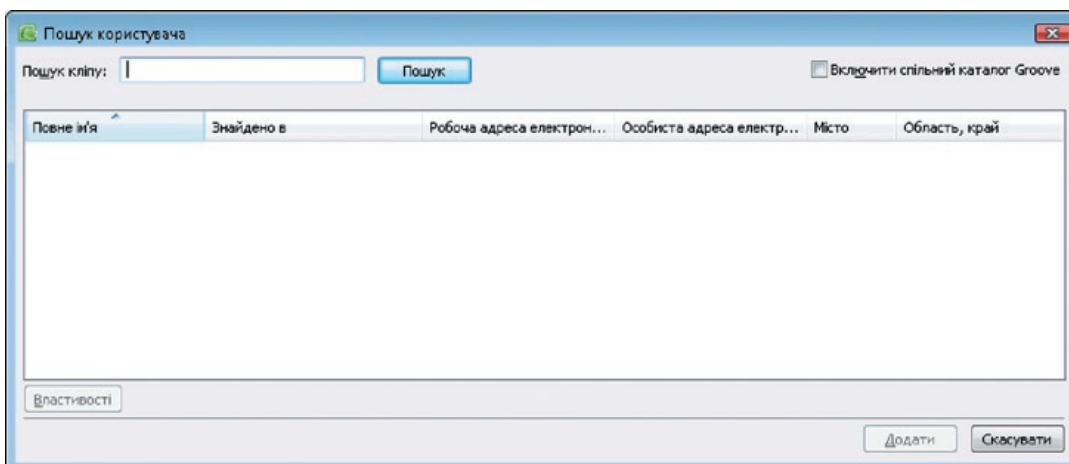 Пошук користувача
Пошук кліпу: Пошук Включити спільний каталог Groove
Повне ім'я Знайдено в Робоча адреса електрон... Особиста адреса електр... Місто Область, край
Властивості
Додати Скасувати